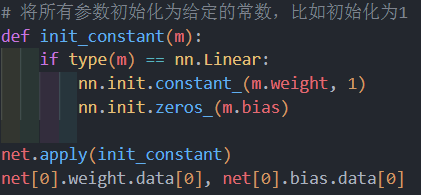 # 将所有参数初始化为给定的常数，比如初始化为1
def init_constant(m):
    if type(m) == nn.Linear:
        nn.init.constant_(m.weight, 1)
        nn.init.zeros_(m.bias)

net.apply(init_constant)
net[0].weight.data[0], net[0].bias.data[0]